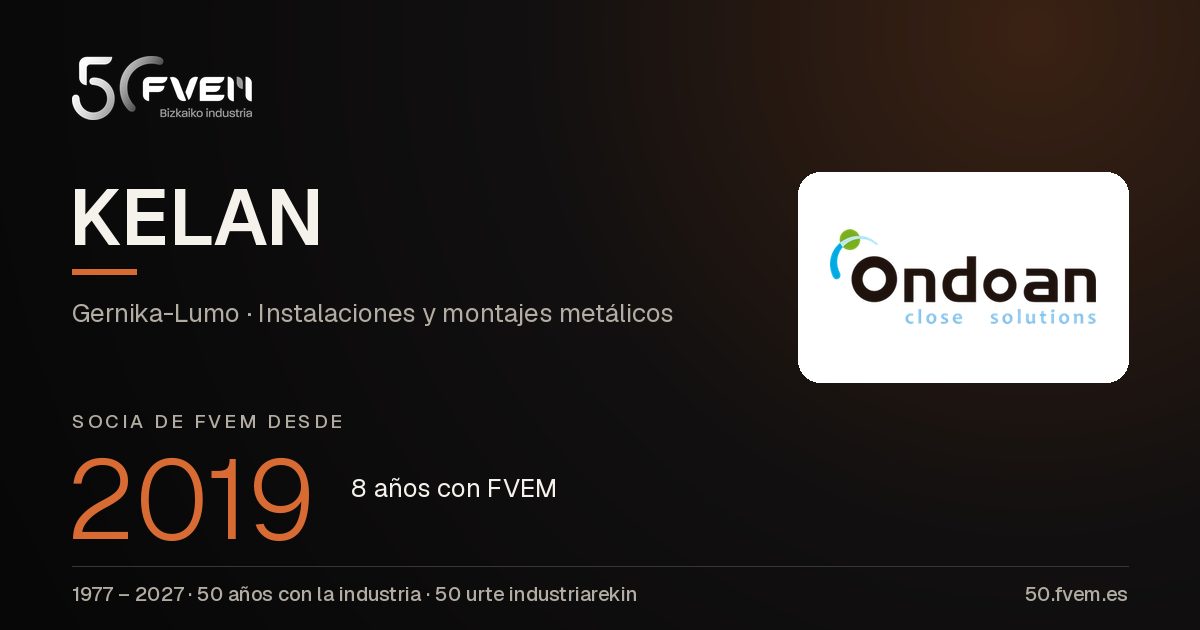 50 FVEM
Bizkaiko industria
KELAN
Gernika-Lumo · Instalaciones y montajes metálicos
Ondoan
close solutions
SOCIA DE FVEM DESDE
2019
8 años con FVEM
1977 – 2027 · 50 años con la industria · 50 urte industriarekin
50.fvem.es